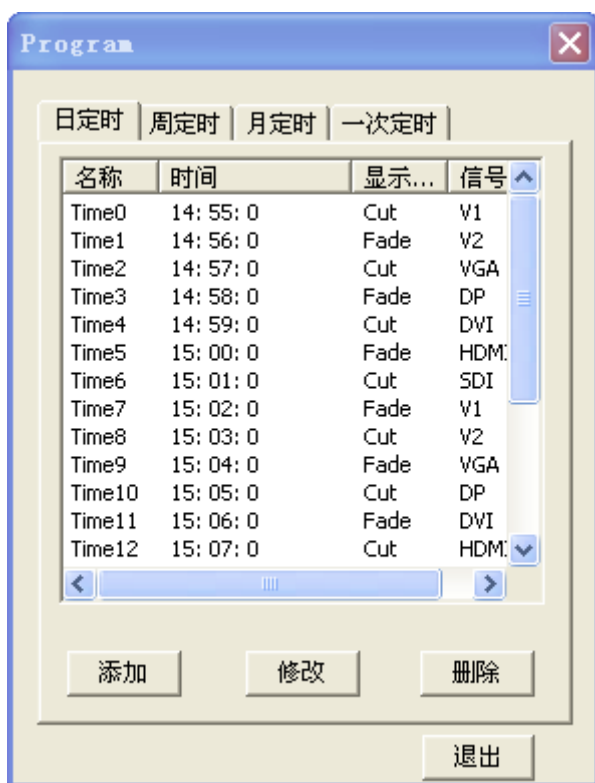 Program
日定时 周定时 月定时 一次定时
名称 时间 显示... 信号
Time0 14: 55: 0 Cut V1
Time1 14: 56: 0 Fade V2
Time2 14: 57: 0 Cut VGA
Time3 14: 58: 0 Fade DP
Time4 14: 59: 0 Cut DVI
Time5 15: 00: 0 Fade HDMI
Time6 15: 01: 0 Cut SDI
Time7 15: 02: 0 Fade V1
Time8 15: 03: 0 Cut V2
Time9 15: 04: 0 Fade VGA
Time10 15: 05: 0 Cut DP
Time11 15: 06: 0 Fade DVI
Time12 15: 07: 0 Cut HDMI
添加 修改 删除
退出